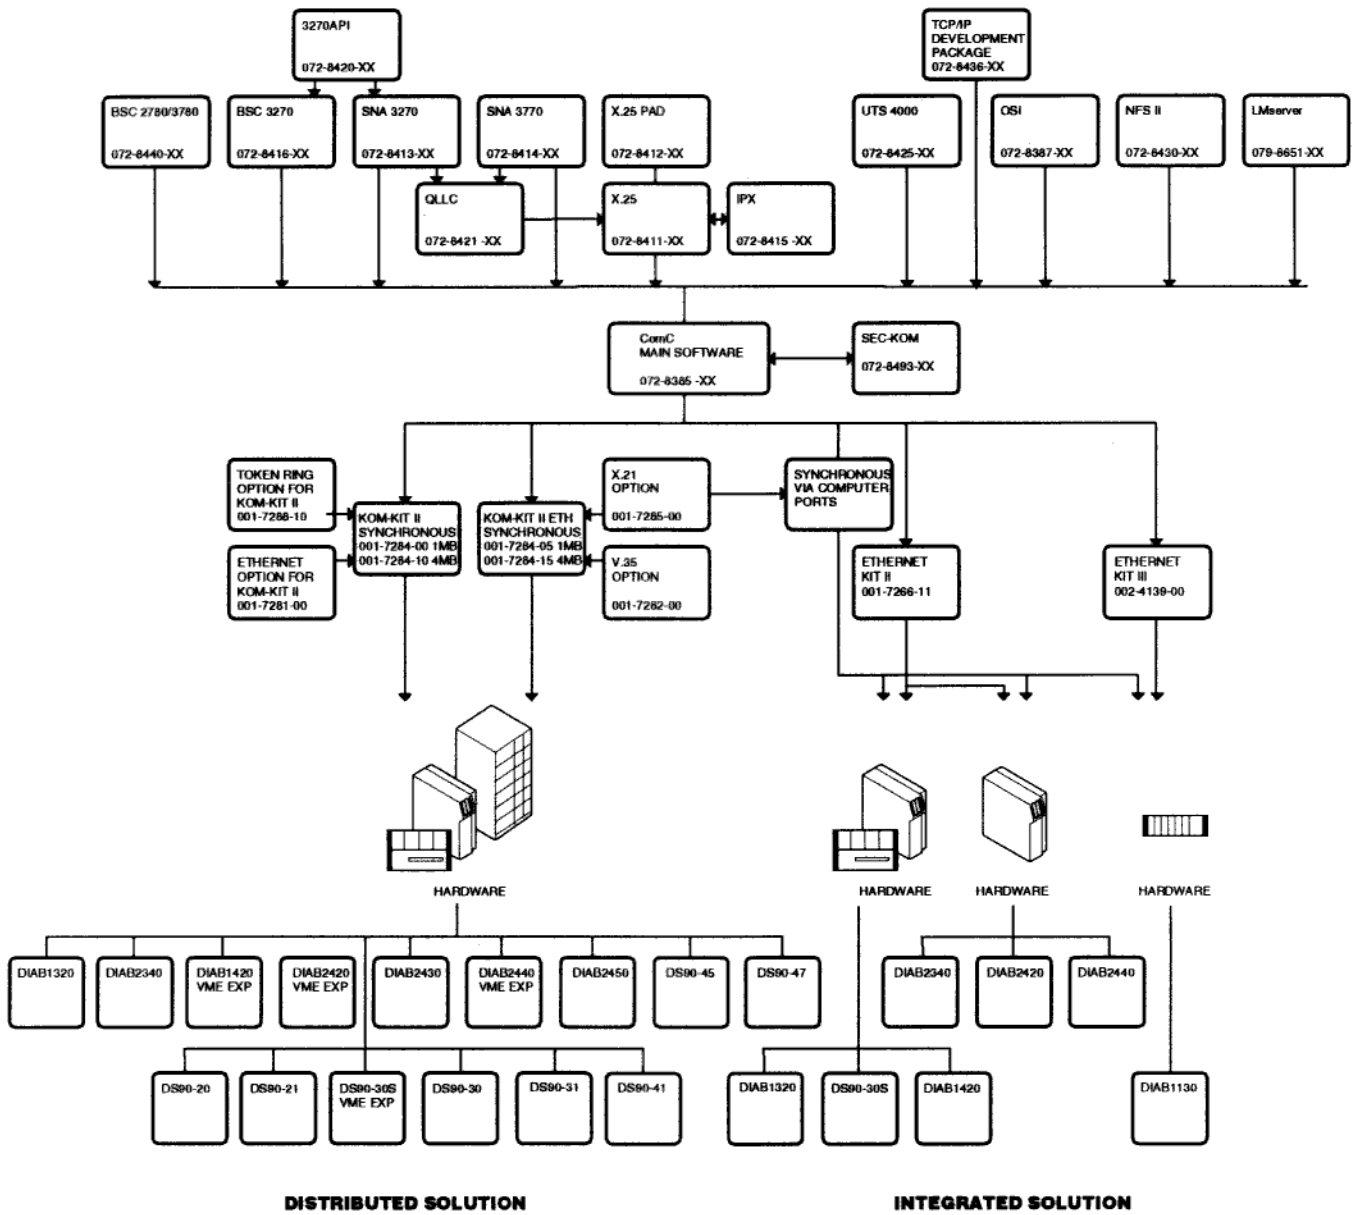 3270API
072-8420-XX
TCP/IP
DEVELOPMENT
PACKAGE
072-8436-XX
BSC 2780/3780
072-8440-XX
BSC 3270
072-8416-XX
SNA 3270
072-8413-XX
SNA 3770
072-8414-XX
X.25 PAD
072-8412-XX
UTS 4000
072-8425-XX
OSI
072-8387-XX
NFS II
072-8430-XX
LMserver
079-8651-XX
QLLC
072-8421 -XX
X.25
072-8411-XX
IPX
072-8415 -XX
ComC
MAIN SOFTWARE
072-8385 -XX
SEC-KOM
072-8493-XX
TOKEN RING
OPTION FOR
KOM-KIT II
001-7288-10
KOM-KIT II
SYNCHRONOUS
001-7284-00 1MB
001-7284-10 4MB
KOM-KIT II ETH
SYNCHRONOUS
001-7284-05 1MB
001-7284-15 4MB
X.21
OPTION
001-7285-00
SYNCHRONOUS
VIA COMPUTER
PORTS
ETHERNET
OPTION FOR
KOM-KIT II
001-7281-00
V.35
OPTION
001-7282-00
ETHERNET
KIT II
001-7266-11
ETHERNET
KIT III
002-4139-00
HARDWARE
HARDWARE
HARDWARE
HARDWARE
DIAB1320
DIAB2340
DIAB1420
VME EXP
DIAB2420
VME EXP
DIAB2430
DIAB2440
VME EXP
DIAB2450
DS90-45
DS90-47
DIAB2340
DIAB2420
DIAB2440
DS90-20
DS90-21
DS90-30S
VME EXP
DS90-30
DS90-31
DS90-41
DIAB1320
DS90-30S
DIAB1420
DIAB1130
DISTRIBUTED SOLUTION
INTEGRATED SOLUTION